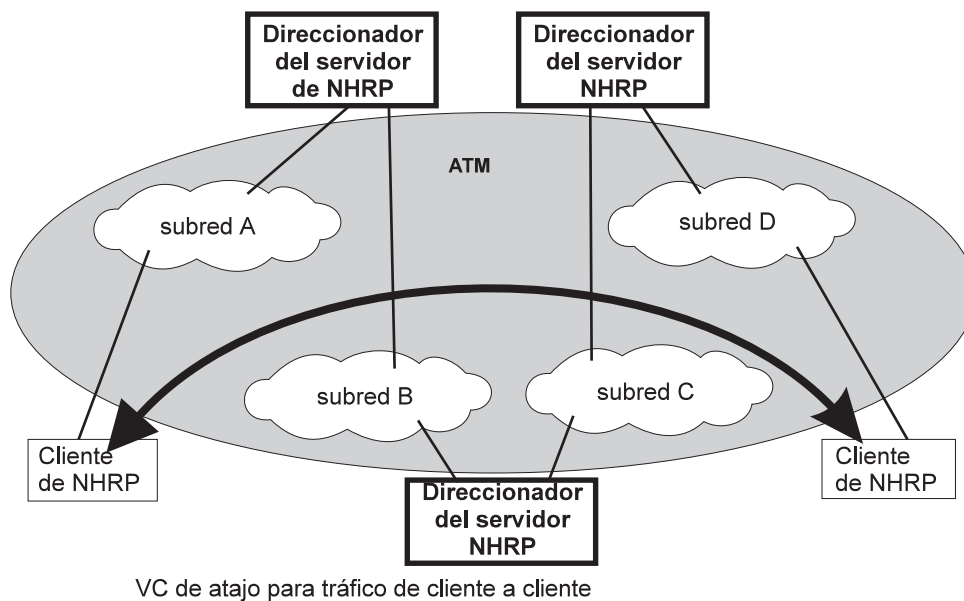 Direccionador
del servidor
de NHRP
Direccionador
del servidor
NHRP
ATM
subred A
subred D
subred B
subred C
Cliente
de NHRP
Cliente
de NHRP
Direccionador
del servidor
NHRP
VC de atajo para tráfico de cliente a cliente